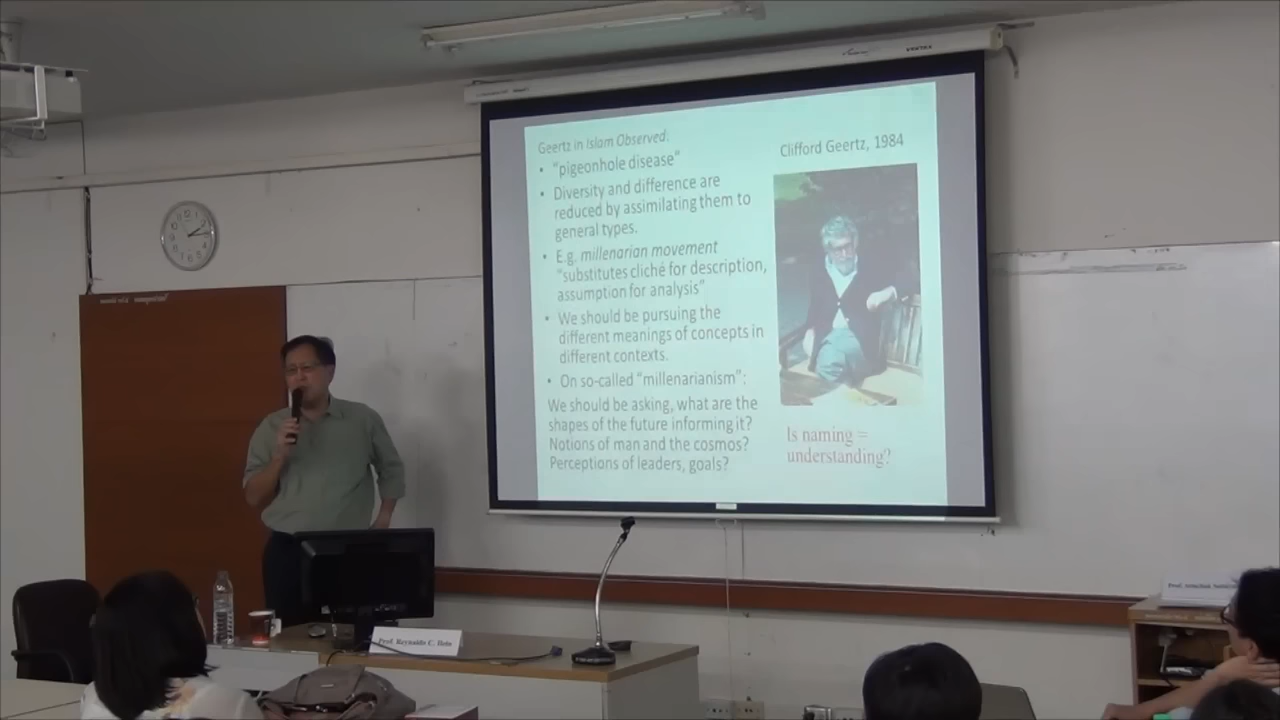 Geertz in Islam Observed:
• "pigeonhole disease"
• Diversity and difference are
reduced by assimilating them to
general types.
• E.g. millenarian movement
"substitutes cliché for description,
assumption for analysis"
• We should be pursuing the
different meanings of concepts in
different contexts.
• On so-called "millenarianism":
We should be asking, what are the
shapes of the future informing it?
Notions of man and the cosmos?
Perceptions of leaders, goals?
Clifford Geertz, 1984
Is naming =
understanding?
Prof. Reynaldo C. Ileto
Prof.